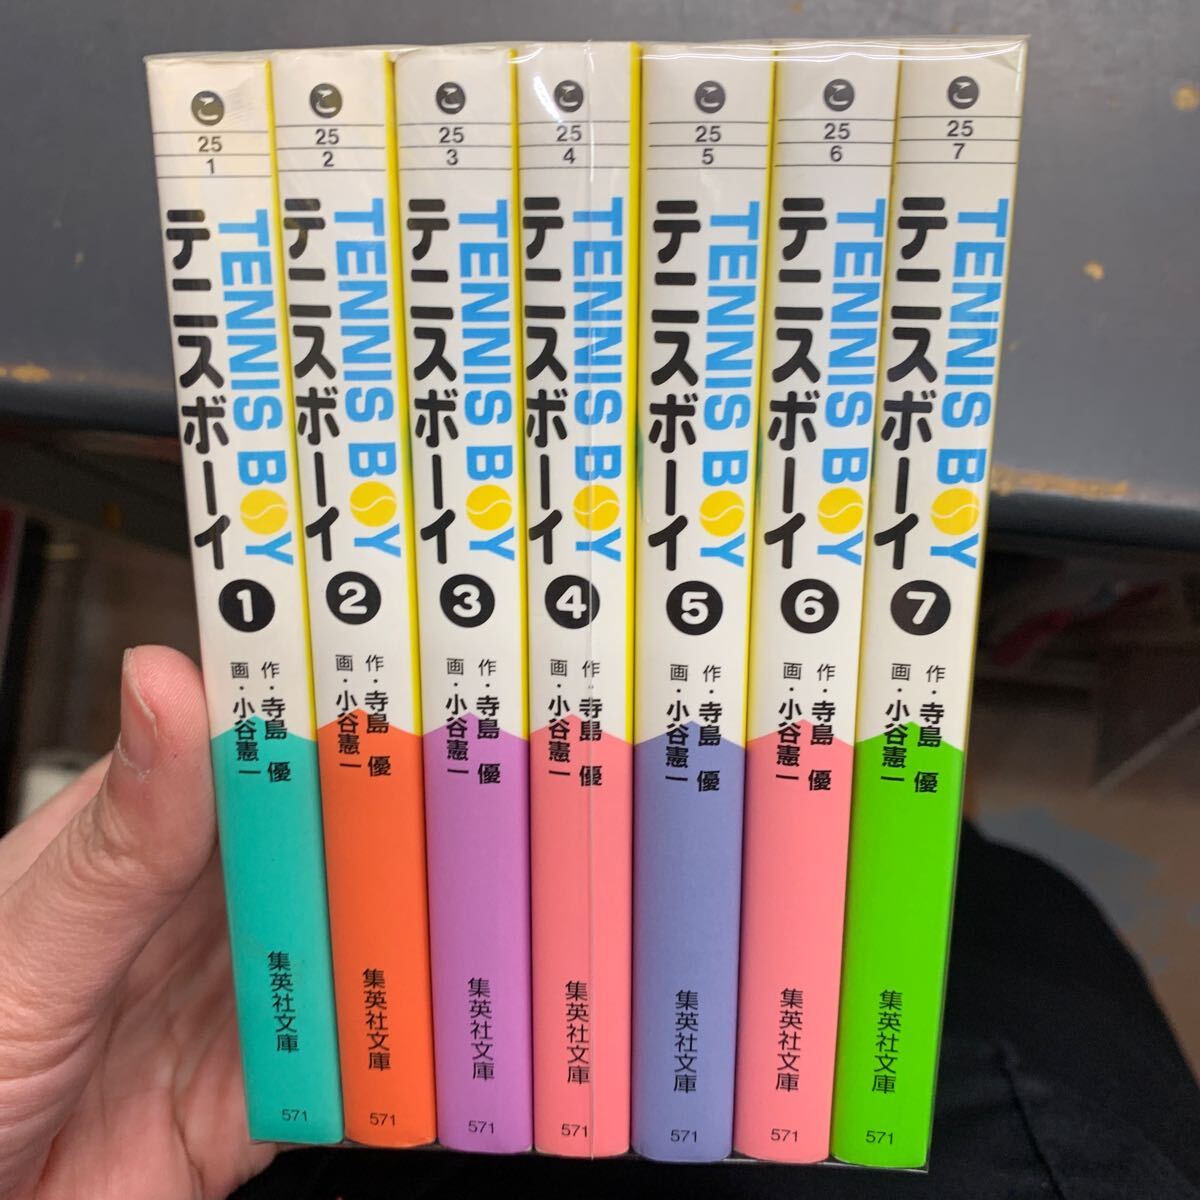 こ
25
1
TENNIS BOY
テニスボーイ
1
作・寺島 優
画・小谷憲一
集英社文庫
571
こ
25
2
TENNIS BOY
テニスボーイ
2
作・寺島 優
画・小谷憲一
集英社文庫
571
こ
25
3
TENNIS BOY
テニスボーイ
3
作・寺島 優
画・小谷憲一
集英社文庫
571
こ
25
4
TENNIS BOY
テニスボーイ
4
作・寺島 優
画・小谷憲一
集英社文庫
571
こ
25
5
TENNIS BOY
テニスボーイ
5
作・寺島 優
画・小谷憲一
集英社文庫
571
こ
25
6
TENNIS BOY
テニスボーイ
6
作・寺島 優
画・小谷憲一
集英社文庫
571
こ
25
7
TENNIS BOY
テニスボーイ
7
作・寺島 優
画・小谷憲一
集英社文庫
571